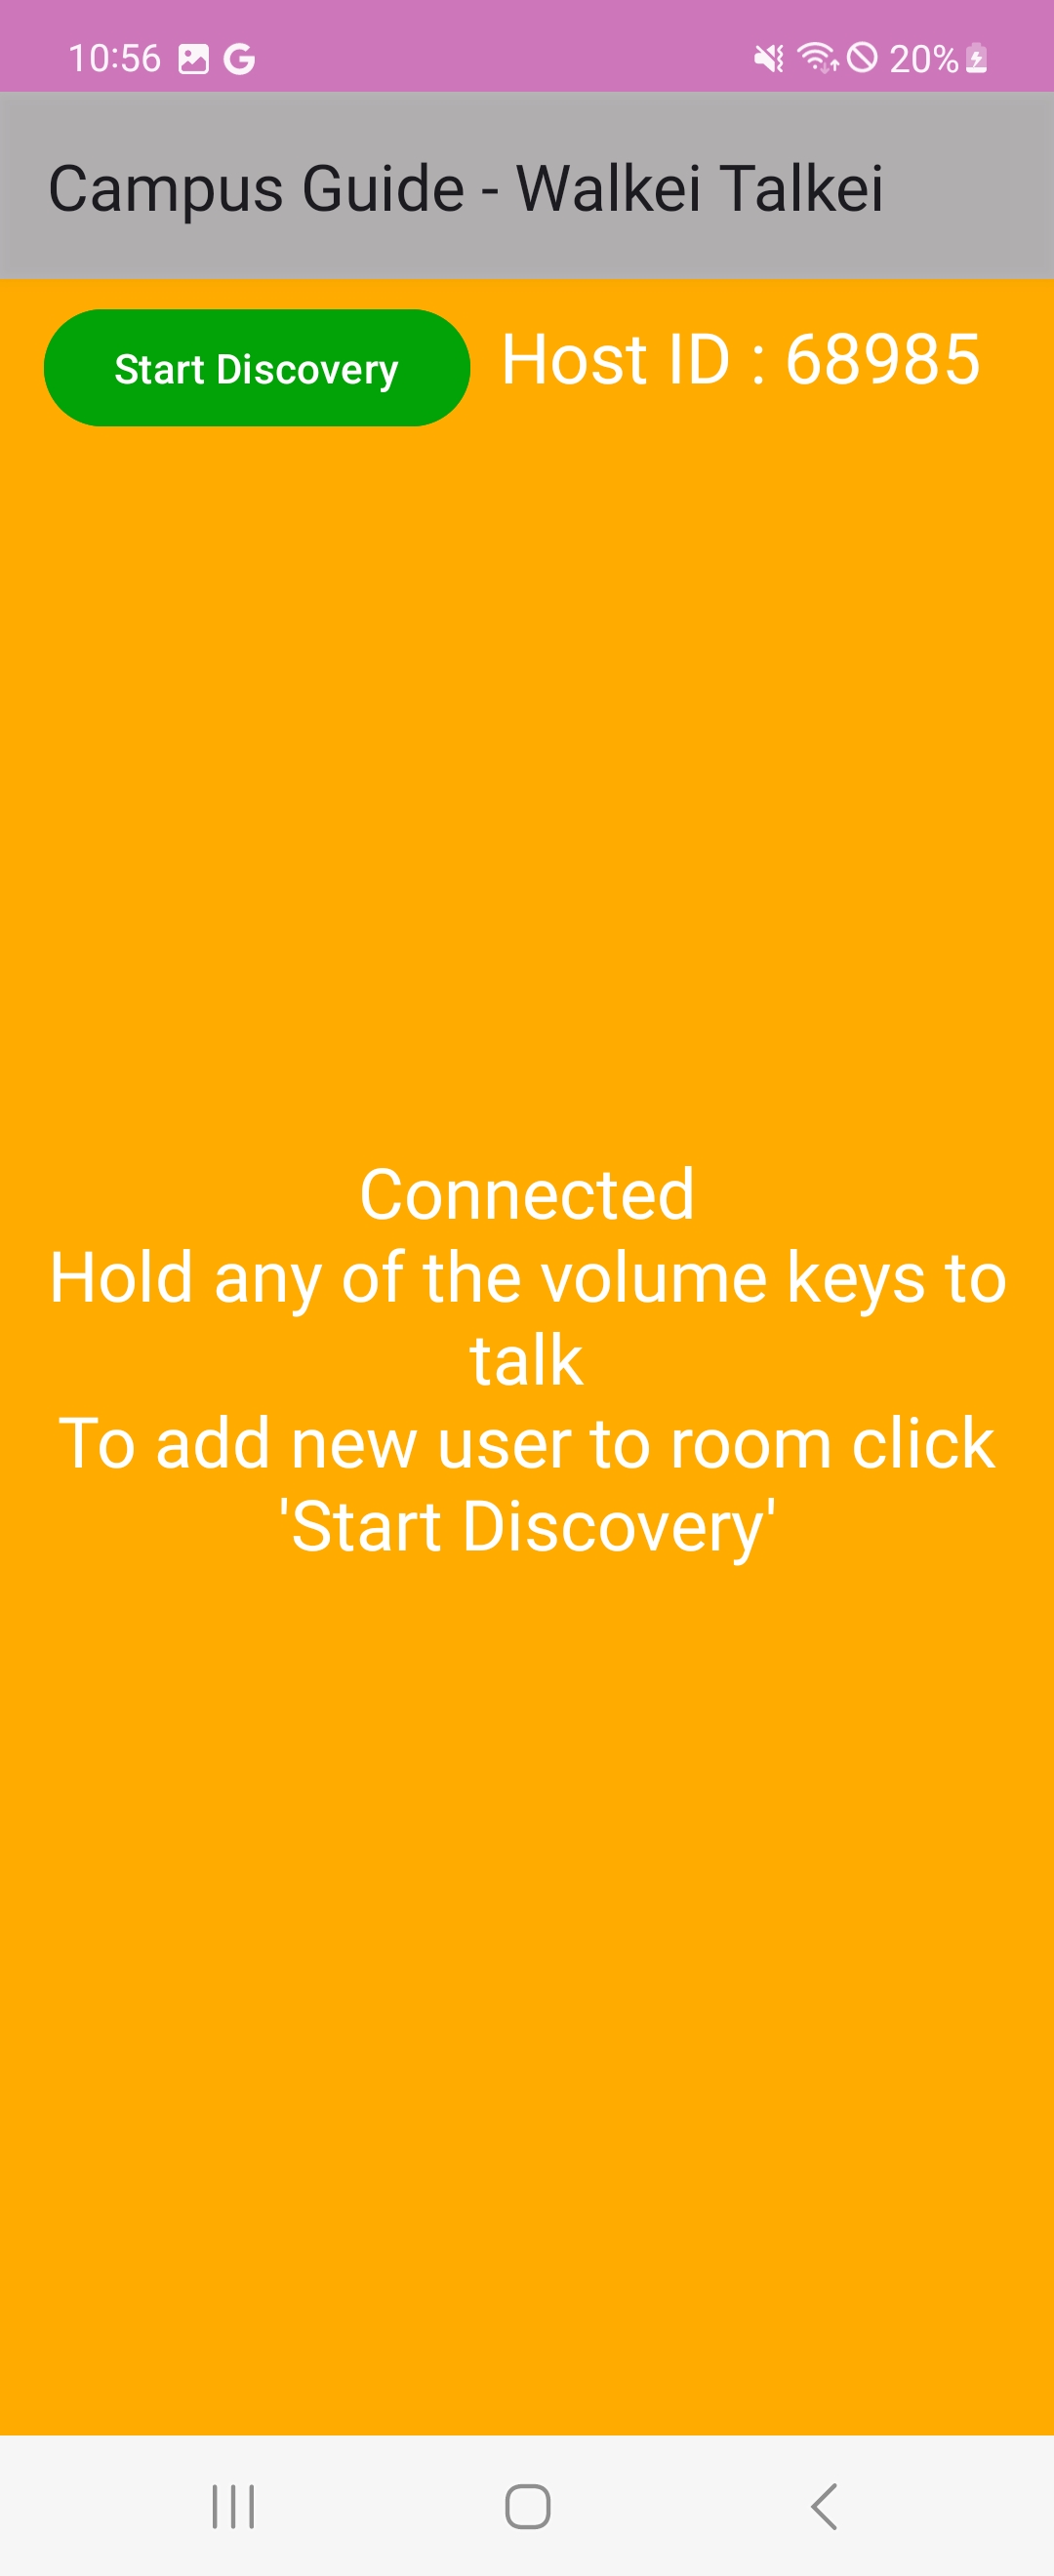 10:56 G 20%
Campus Guide - Walkei Talkei
Start Discovery Host ID : 68985
Connected
Hold any of the volume keys to
talk
To add new user to room click
'Start Discovery'